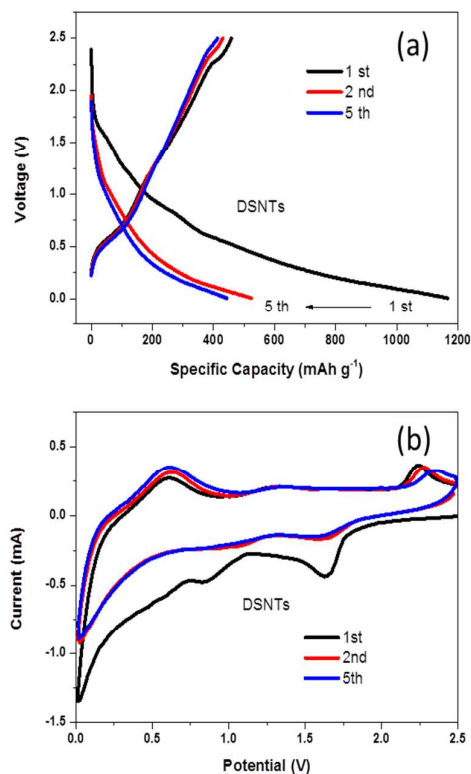 (a)
1 st
2 nd
5 th
DSNTs
5 th
1 st
2.5
2.0
1.5
1.0
0.5
0.0
Voltage (V)
0 200 400 600 800 1000 1200
Specific Capacity (mAh g⁻¹)
(b)
0.5
0.0
-0.5
-1.0
-1.5
Current (mA)
DSNTs
1st
2nd
5th
0.0 0.5 1.0 1.5 2.0 2.5
Potential (V)